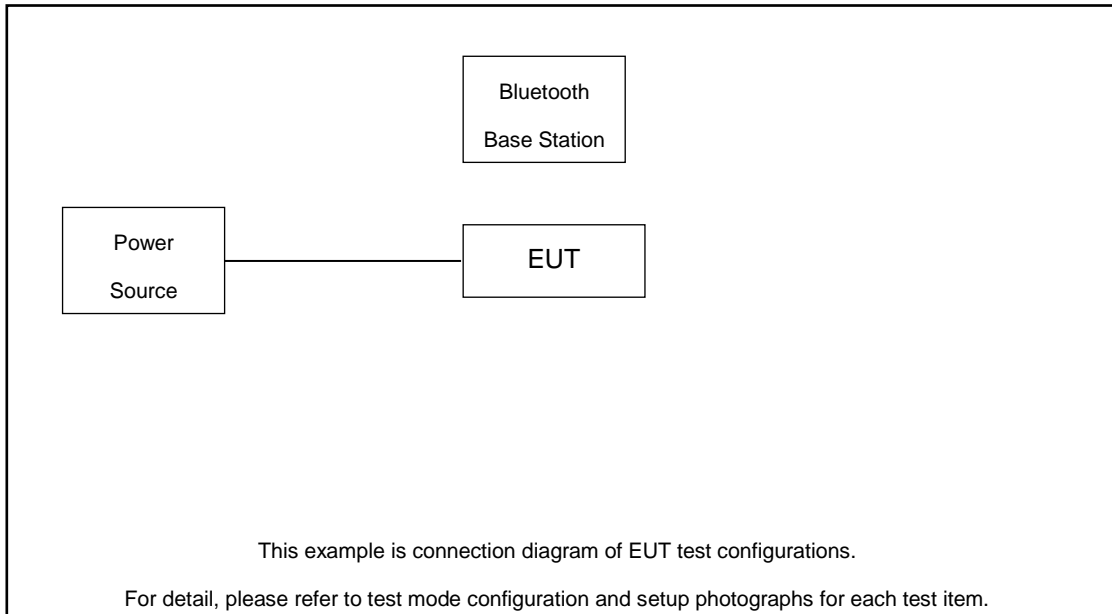 Bluetooth
Base Station
Power
Source
EUT
This example is connection diagram of EUT test configurations.
For detail, please refer to test mode configuration and setup photographs for each test item.